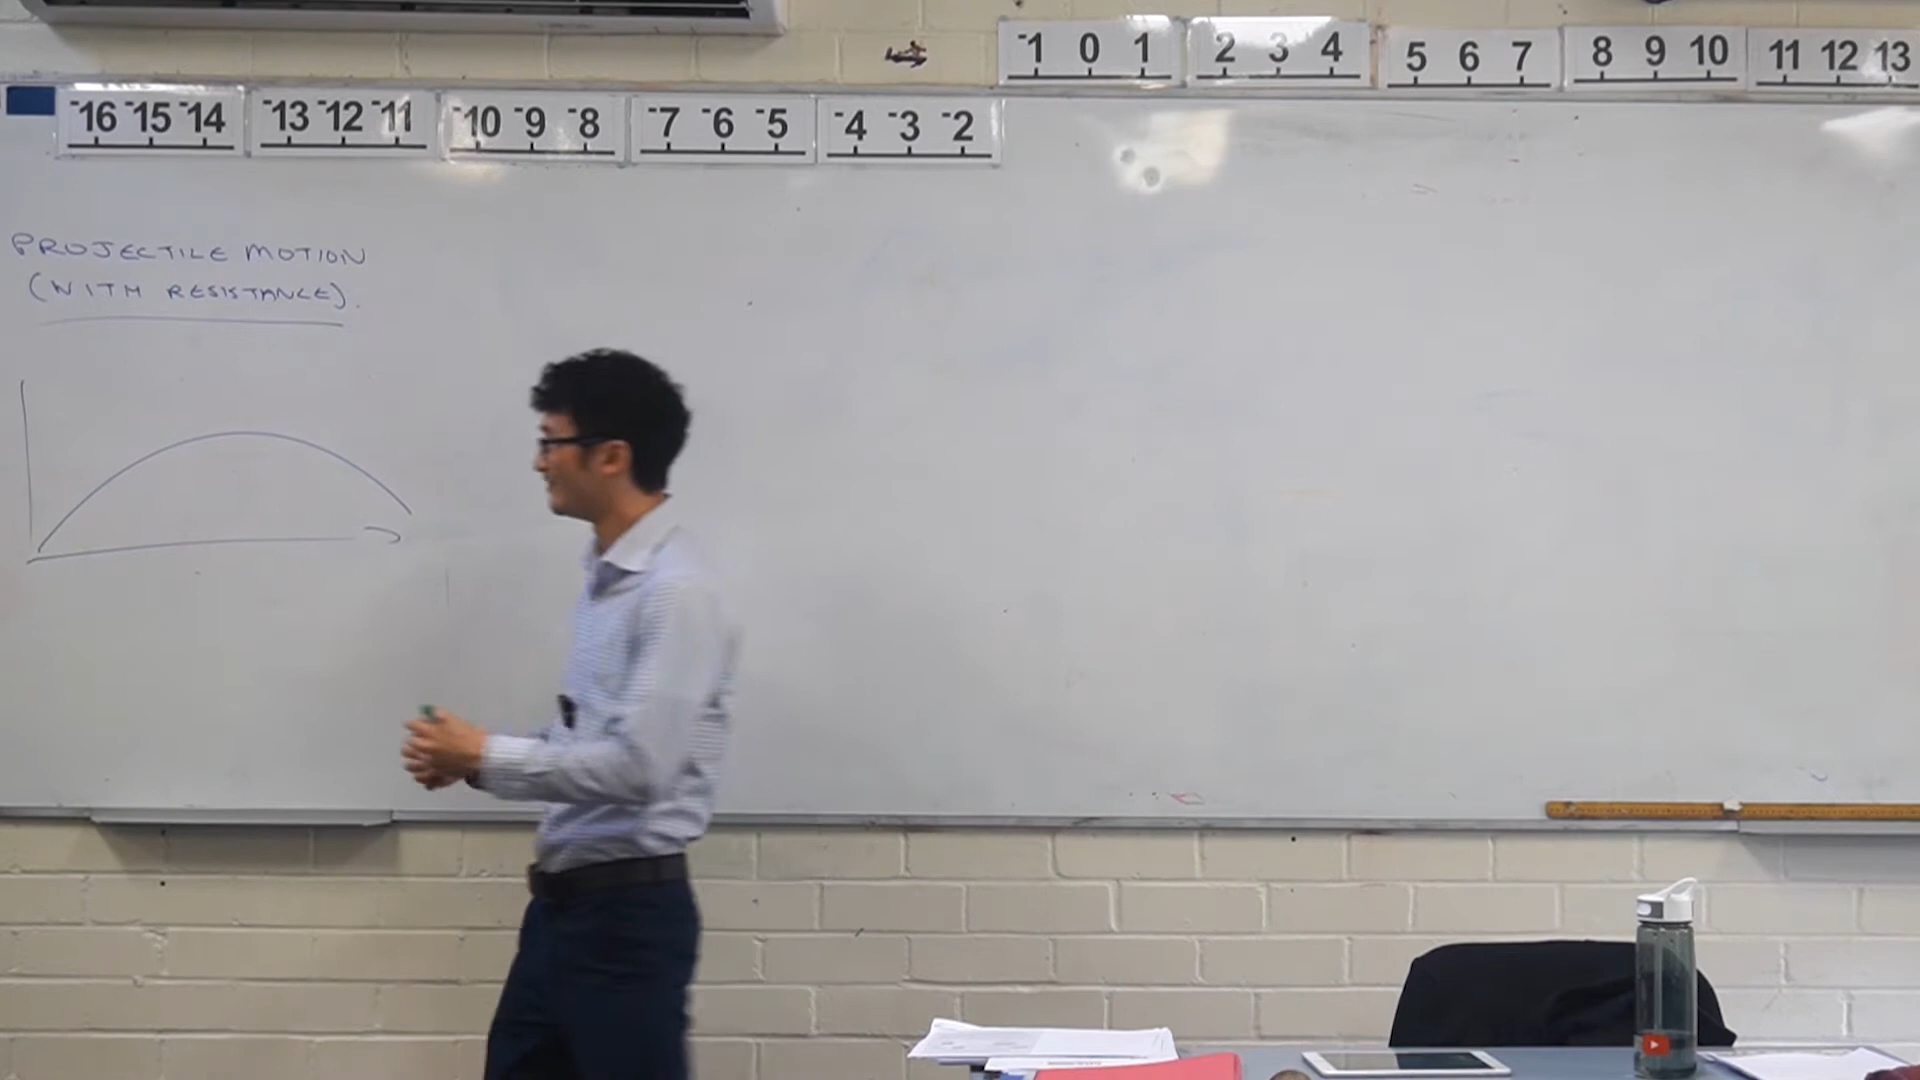 -1 0 1 2 3 4 5 6 7 8 9 10 11 12 13
-16 -15 -14 -13 -12 -11 -10 -9 -8 -7 -6 -5 -4 -3 -2
PROJECTILE MOTION
(WITH RESISTANCE).